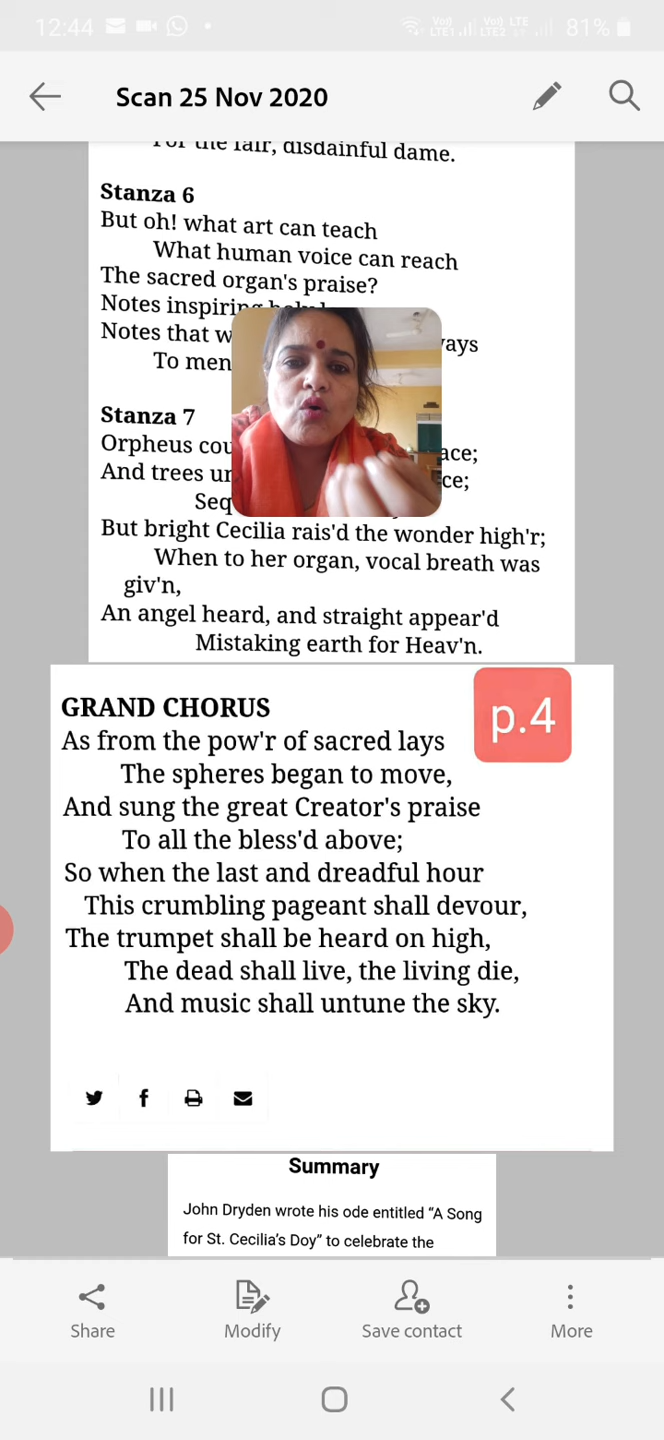 12:44
Vo)) LTE1 Vo)) LTE LTE2 81%
Scan 25 Nov 2020
For the fair, disdainful dame.
Stanza 6
But oh! what art can teach
What human voice can reach
The sacred organ's praise?
Notes inspiring
Notes that w ays
To men
Stanza 7
Orpheus cou ace;
And trees un ce;
Seq
But bright Cecilia rais'd the wonder high'r;
When to her organ, vocal breath was
giv'n,
An angel heard, and straight appear'd
Mistaking earth for Heav'n.
GRAND CHORUS
p.4
As from the pow'r of sacred lays
The spheres began to move,
And sung the great Creator's praise
To all the bless'd above;
So when the last and dreadful hour
This crumbling pageant shall devour,
The trumpet shall be heard on high,
The dead shall live, the living die,
And music shall untune the sky.
Summary
John Dryden wrote his ode entitled “A Song
for St. Cecilia's Doy” to celebrate the
Share Modify Save contact More